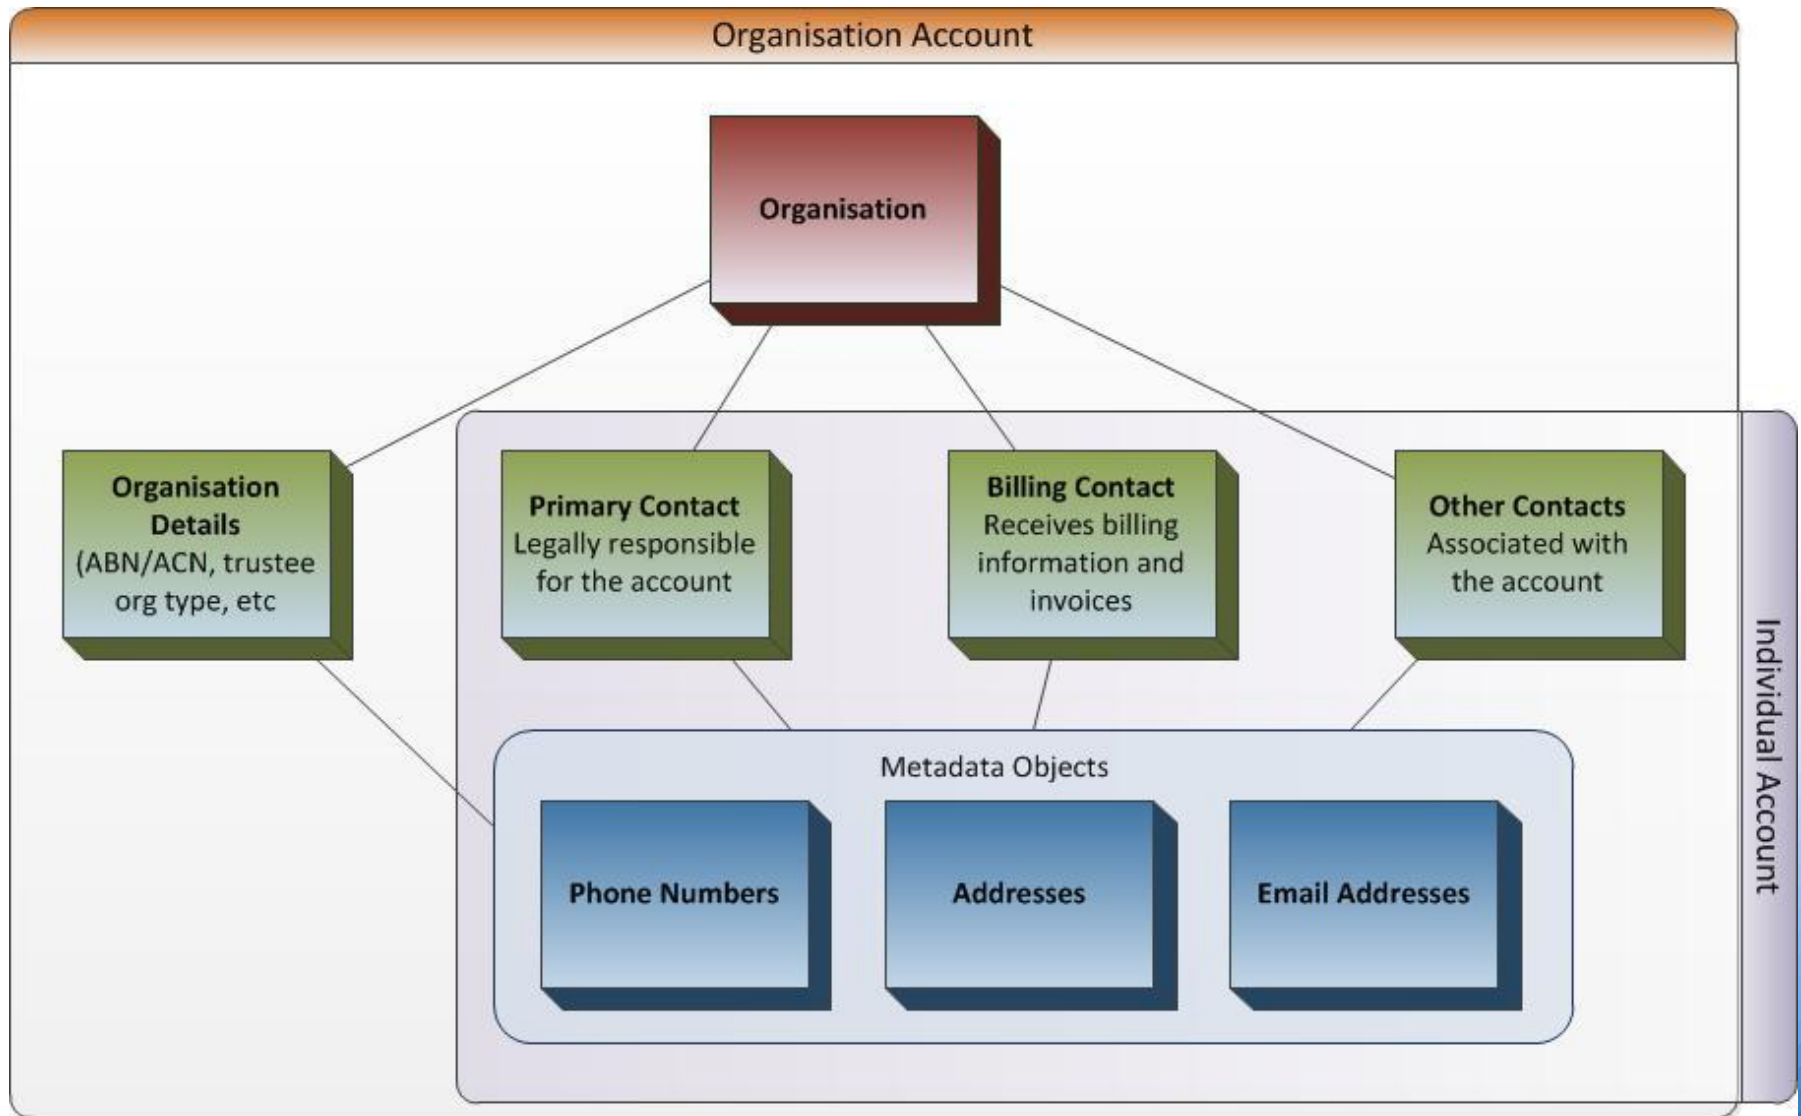 Organisation Account
Organisation
Organisation
Details
(ABN/ACN, trustee
org type, etc
Primary Contact
Legally responsible
for the account
Billing Contact
Receives billing
information and
invoices
Other Contacts
Associated with
the account
Individual Account
Metadata Objects
Phone Numbers
Addresses
Email Addresses